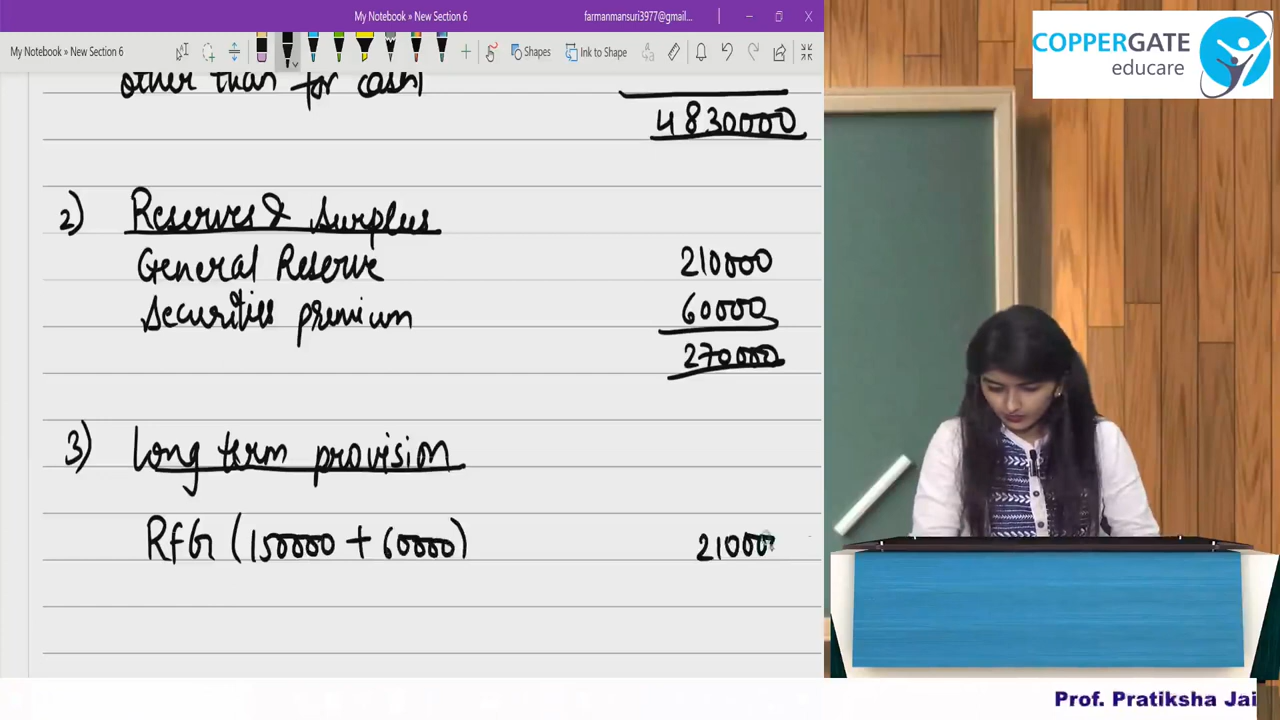 My Notebook » New Section 6
farmanmansuri3977@gmail...
My Notebook » New Section 6
Shapes
Ink to Shape
COPPERGATE
educare
other than for cash)
4830000
2) Reserves & Surplus
General Reserve 210000
Securities premium 60000
270000
3) Long term provision
RFGr (150000 + 60000) 210000
Prof. Pratiksha Jai